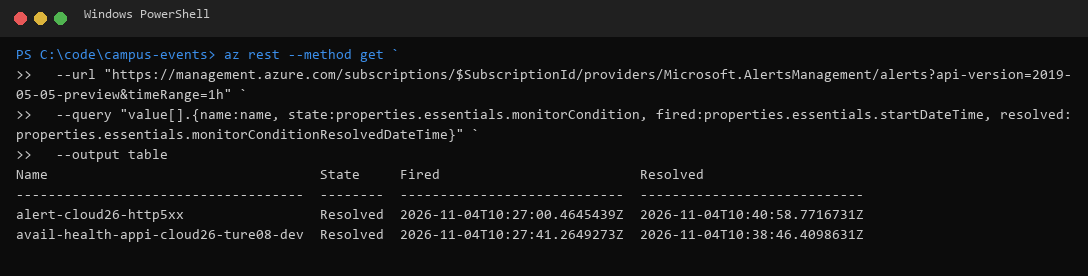 Windows PowerShell
PS C:\code\campus-events> az rest --method get `
>>   --url "https://management.azure.com/subscriptions/$SubscriptionId/providers/Microsoft.AlertsManagement/alerts?api-version=2019-
05-05-preview&timeRange=1h" `
>>   --query "value[].{name:name, state:properties.essentials.monitorCondition, fired:properties.essentials.startDateTime, resolved:
properties.essentials.monitorConditionResolvedDateTime}" `
>>   --output table
Name                                  State     Fired                         Resolved
------------------------------------  --------  ----------------------------  ----------------------------
alert-cloud26-http5xx                 Resolved  2026-11-04T10:27:00.4645439Z  2026-11-04T10:40:58.7716731Z
avail-health-appi-cloud26-ture08-dev  Resolved  2026-11-04T10:27:41.2649273Z  2026-11-04T10:38:46.4098631Z